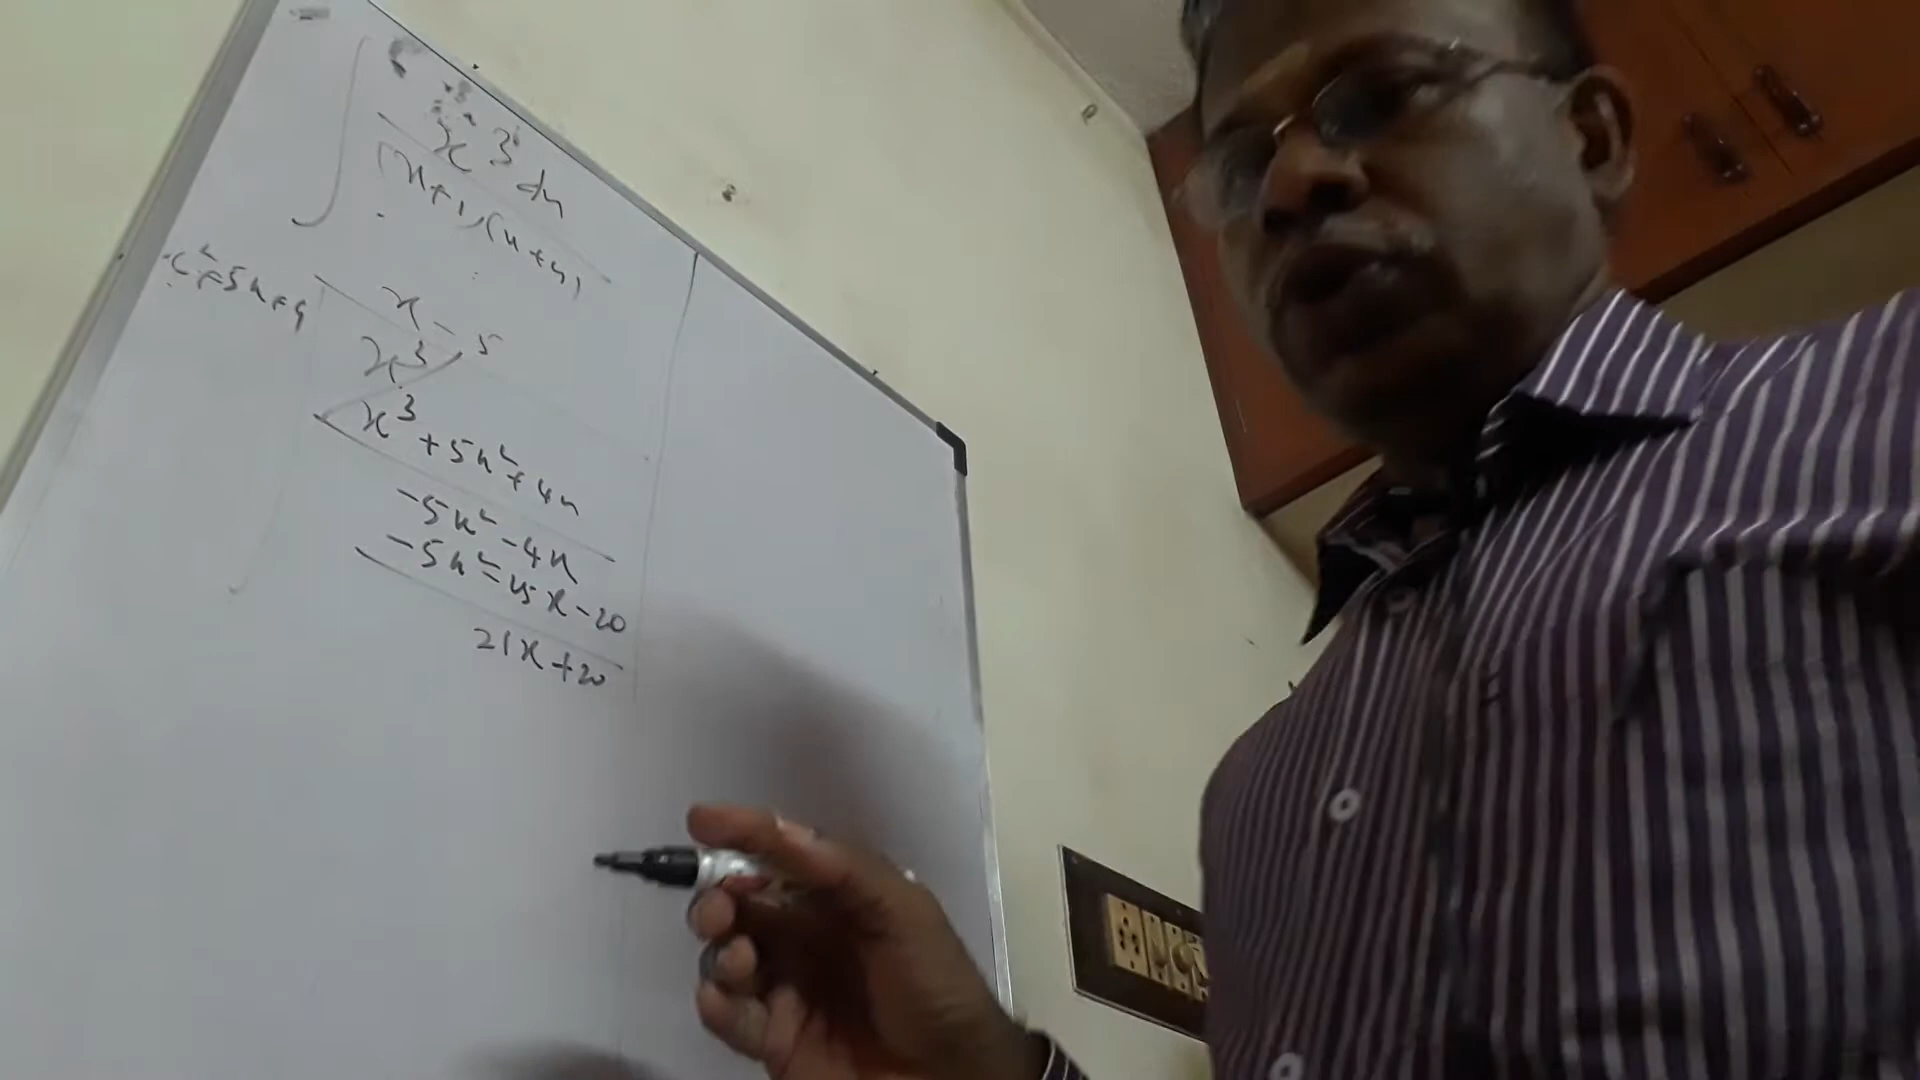 ∫ x³ dx
(x+1)(x+4)
x - 5
x²+5x+4
x³
x³ +5x²+4x
-5x² -4x
-5x²-25x-20
21x+20